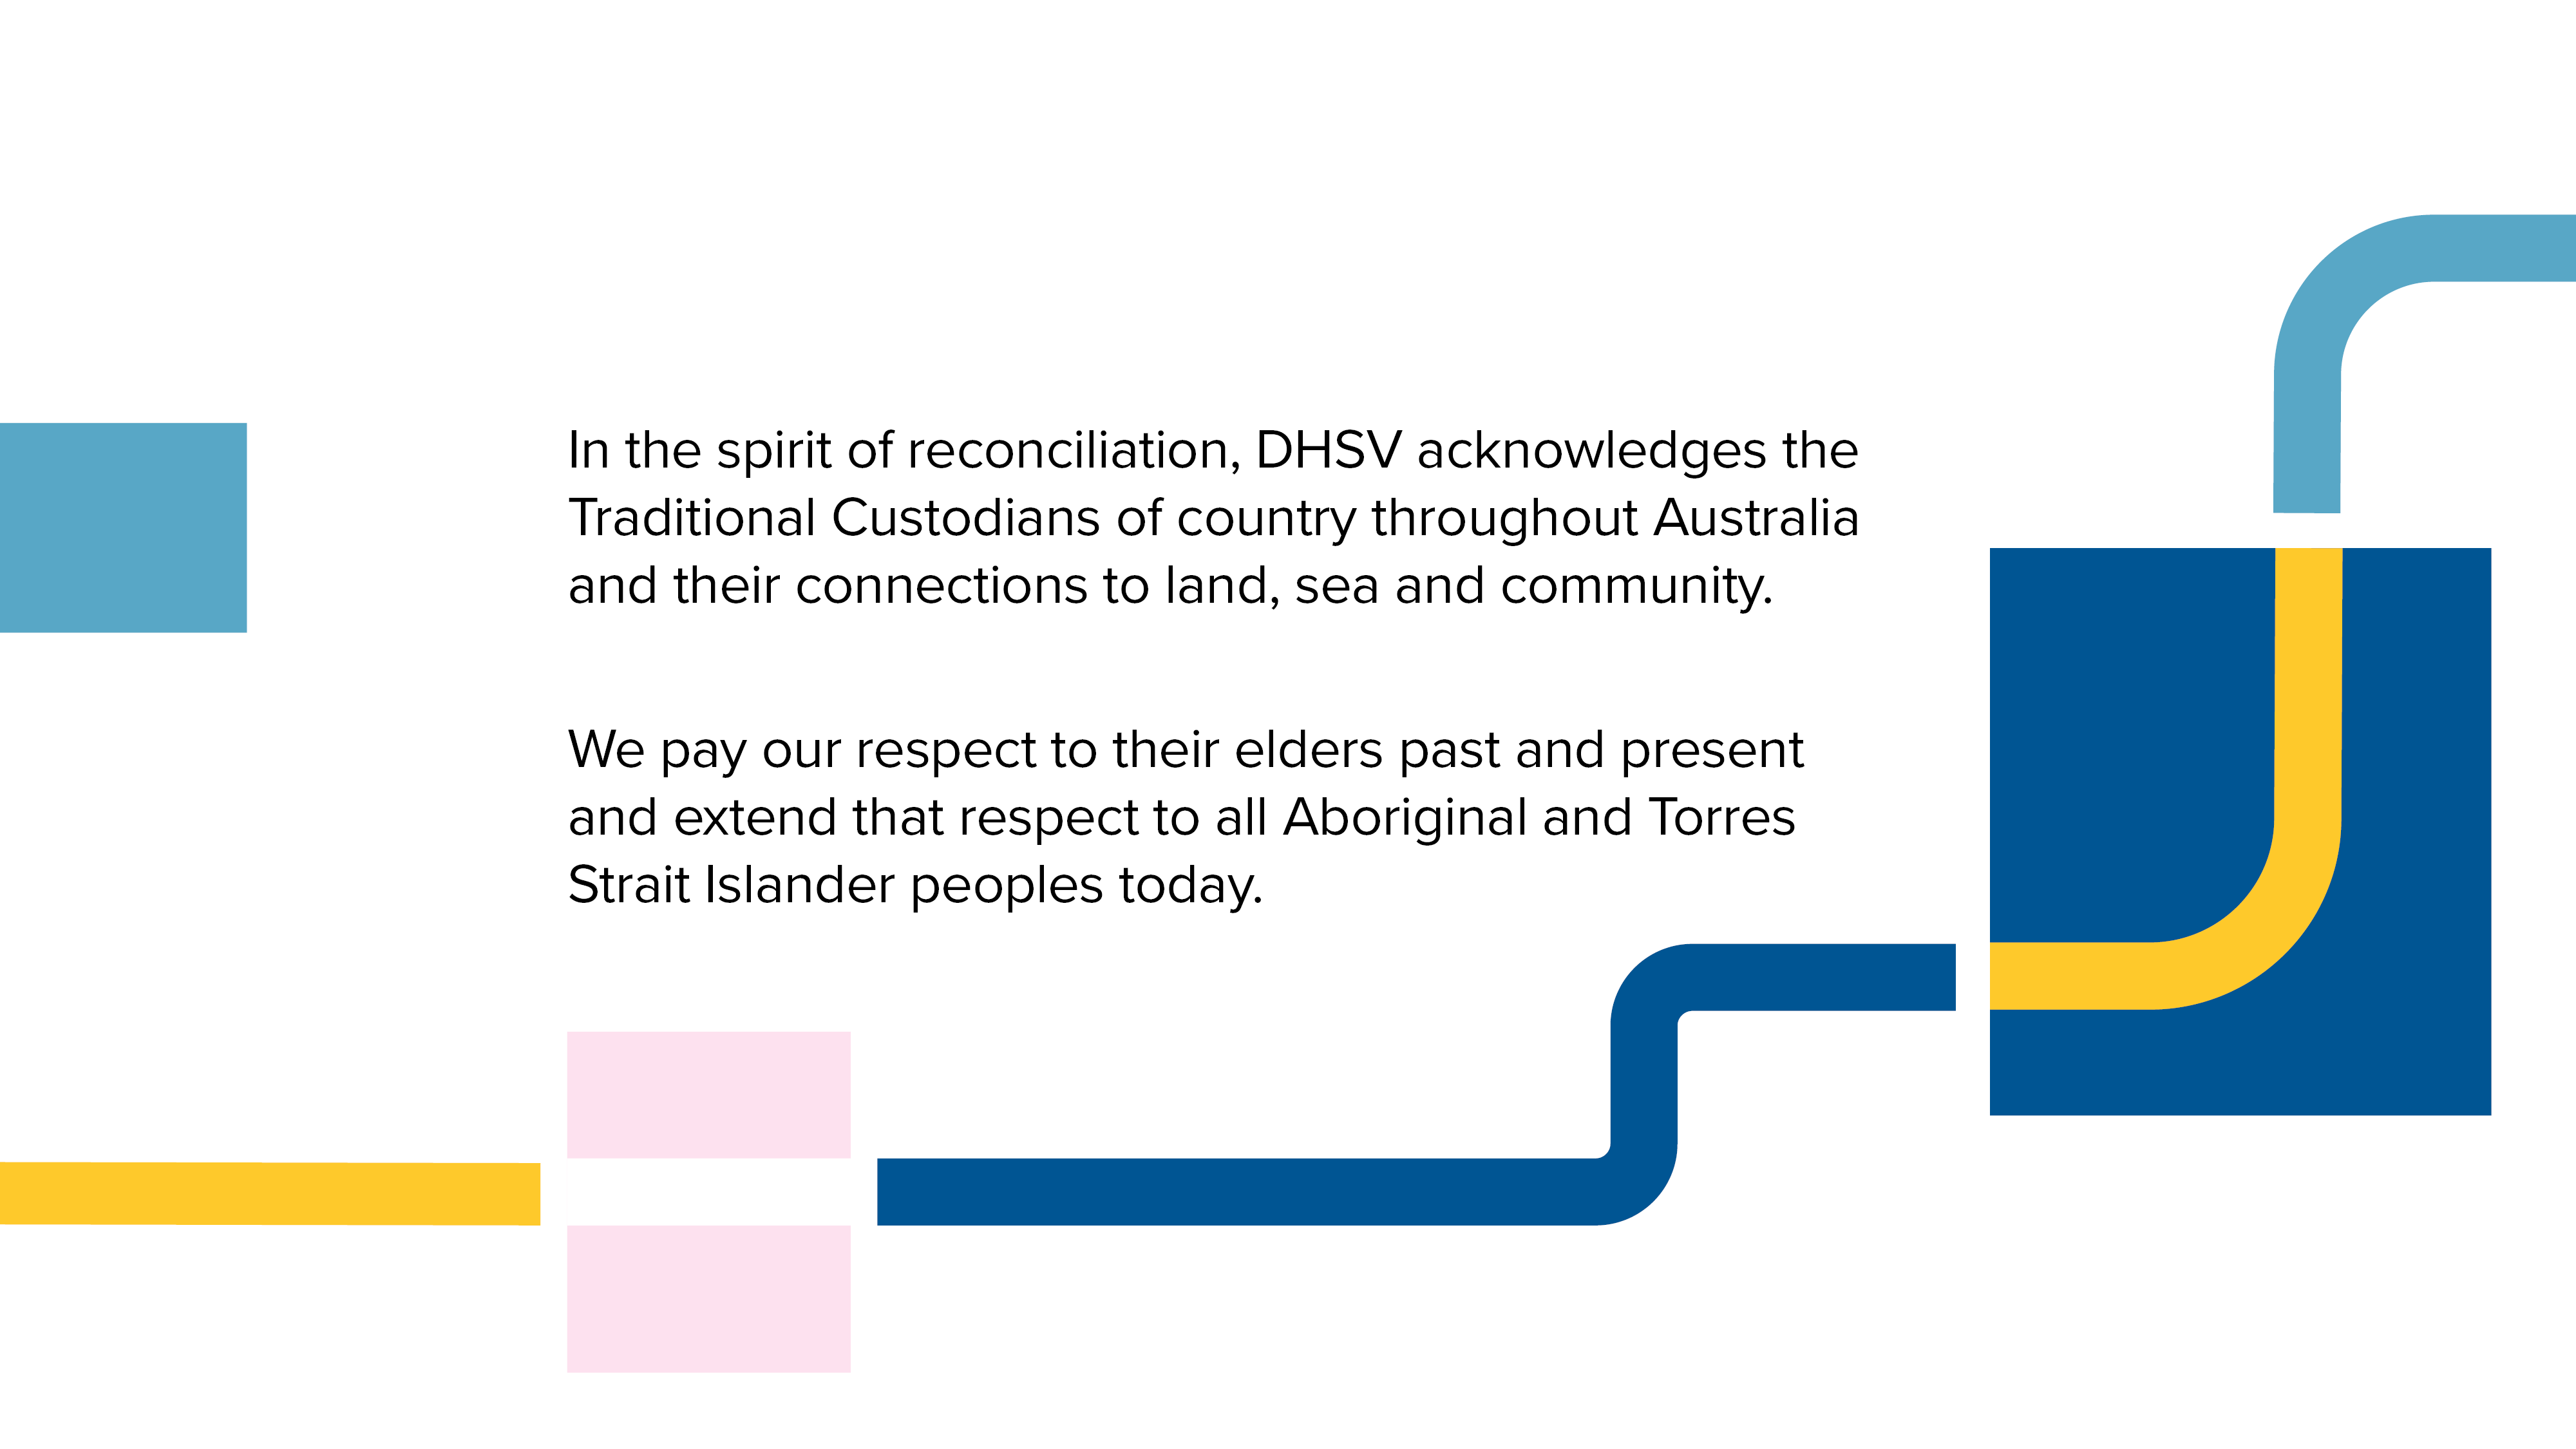 In the spirit of reconciliation, DHSV acknowledges the
Traditional Custodians of country throughout Australia
and their connections to land, sea and community.
We pay our respect to their elders past and present
and extend that respect to all Aboriginal and Torres
Strait Islander peoples today.